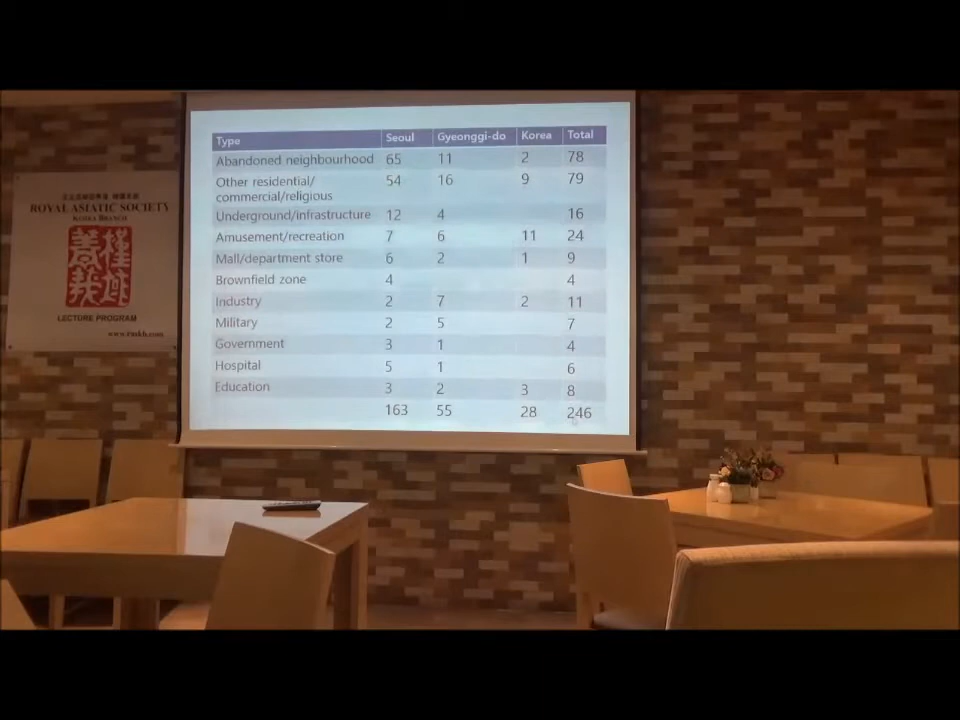 Type Seoul Gyeonggi-do Korea Total
Abandoned neighbourhood 65 11 2 78
Other residential/
commercial/religious 54 16 9 79
Underground/infrastructure 12 4 16
Amusement/recreation 7 6 11 24
Mall/department store 6 2 1 9
Brownfield zone 4 4
Industry 2 7 2 11
Military 2 5 7
Government 3 1 4
Hospital 5 1 6
Education 3 2 3 8
163 55 28 246
ROYAL ASIATIC SOCIETY
KOREA BRANCH
LECTURE PROGRAM